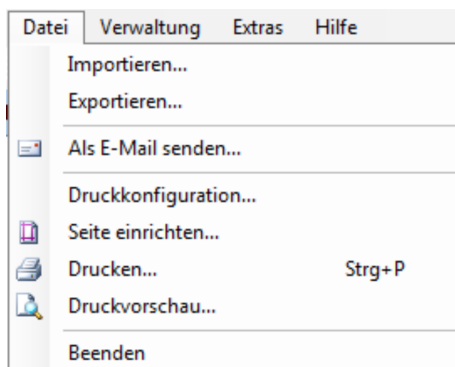 Datei Verwaltung Extras Hilfe
Importieren...
Exportieren...
Als E-Mail senden...
Druckkonfiguration...
Seite einrichten...
Drucken... Strg+P
Druckvorschau...
Beenden